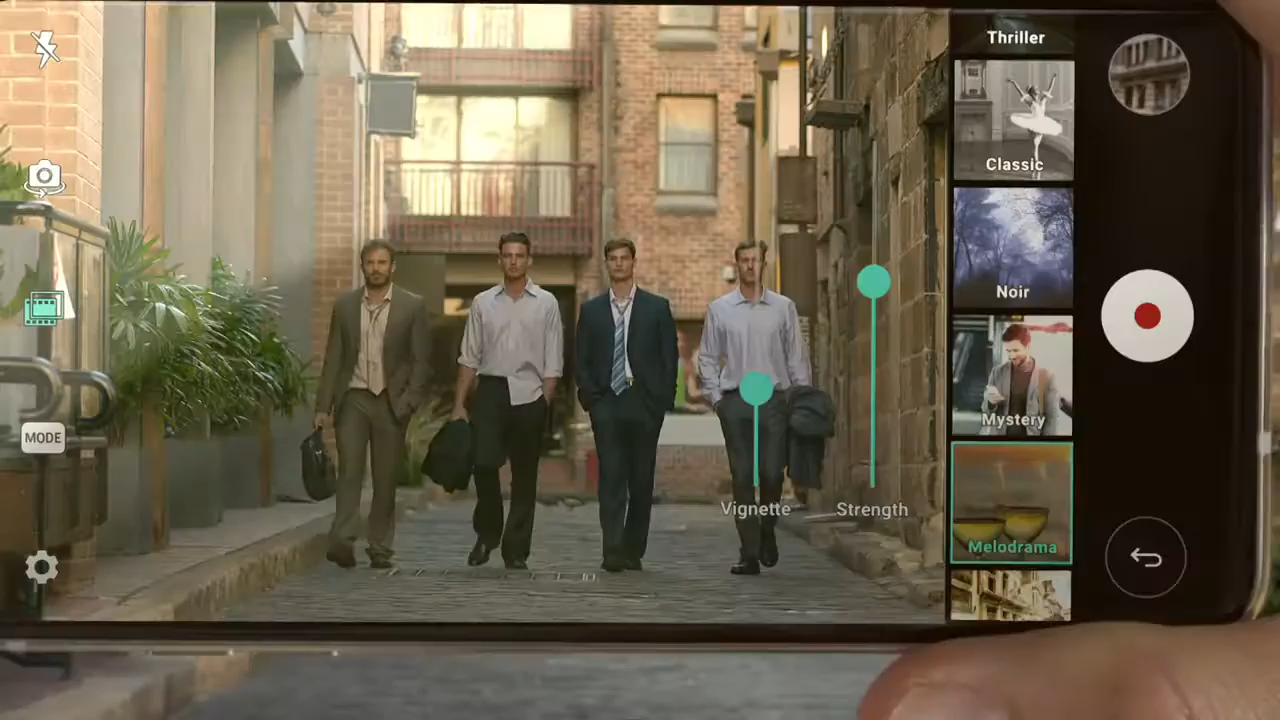 Thriller
Classic
Noir
Mystery
Melodrama
MODE
Vignette
Strength